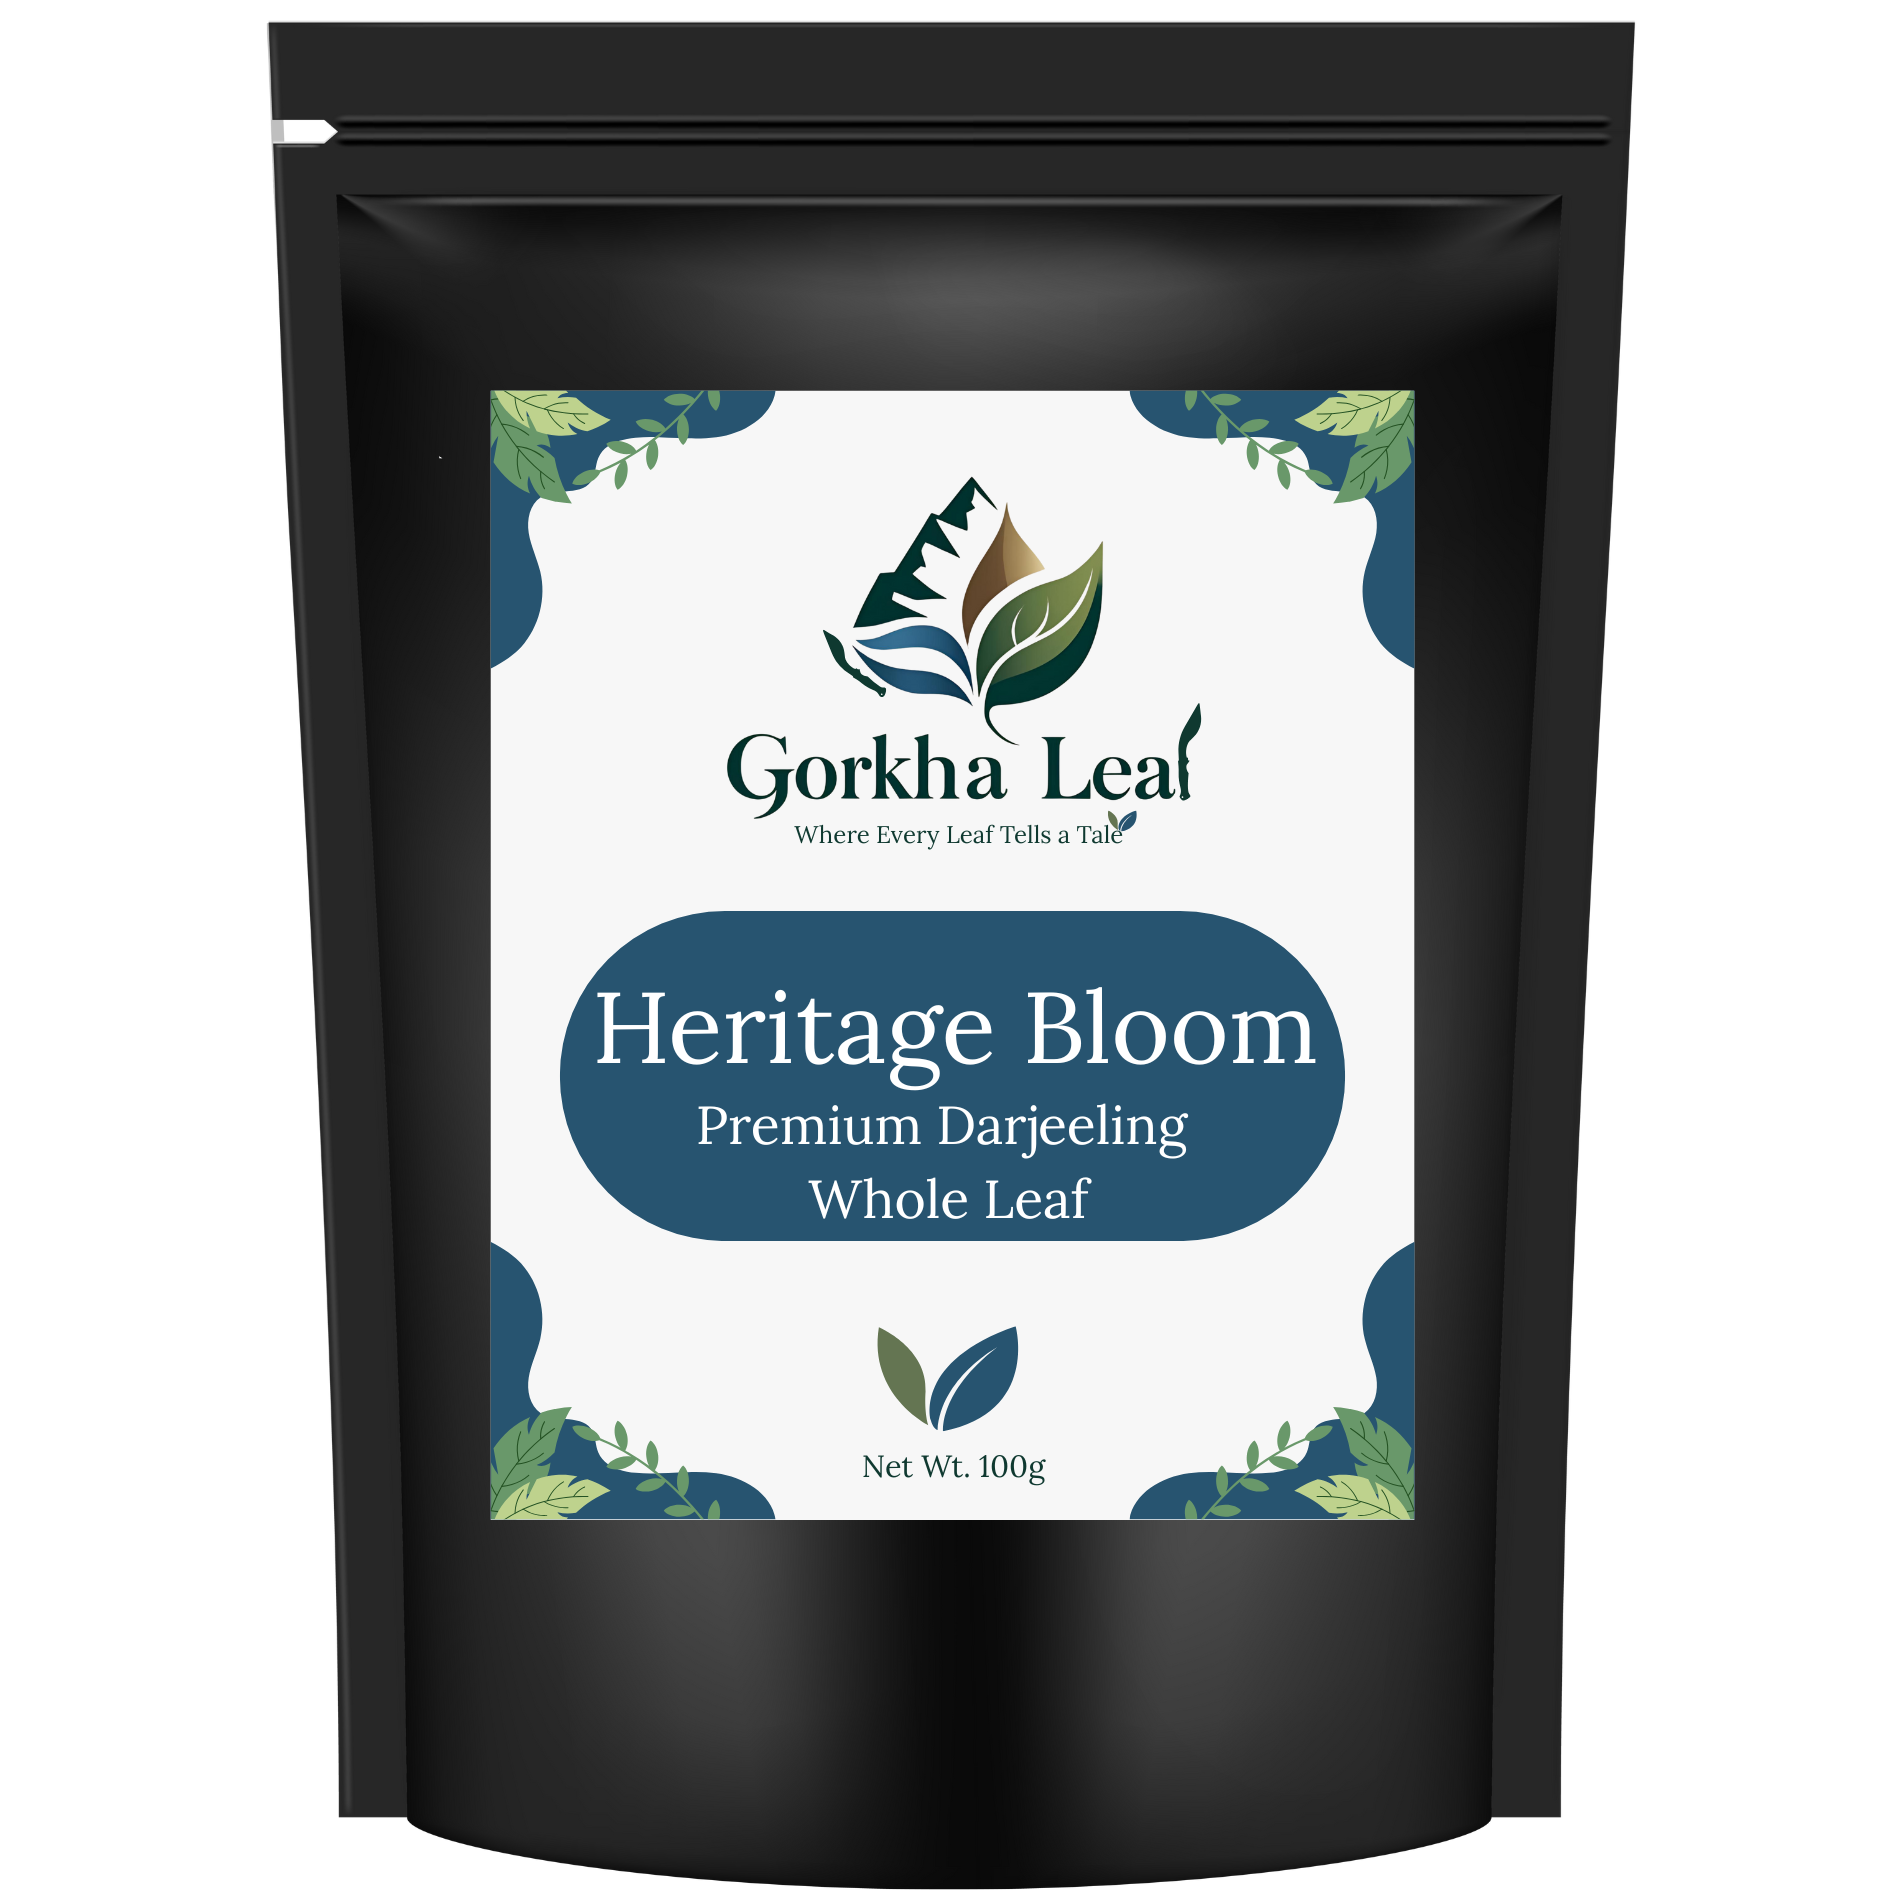 Gorkha Leaf
Where Every Leaf Tells a Tale
Heritage Bloom
Premium Darjeeling
Whole Leaf
Net Wt. 100g